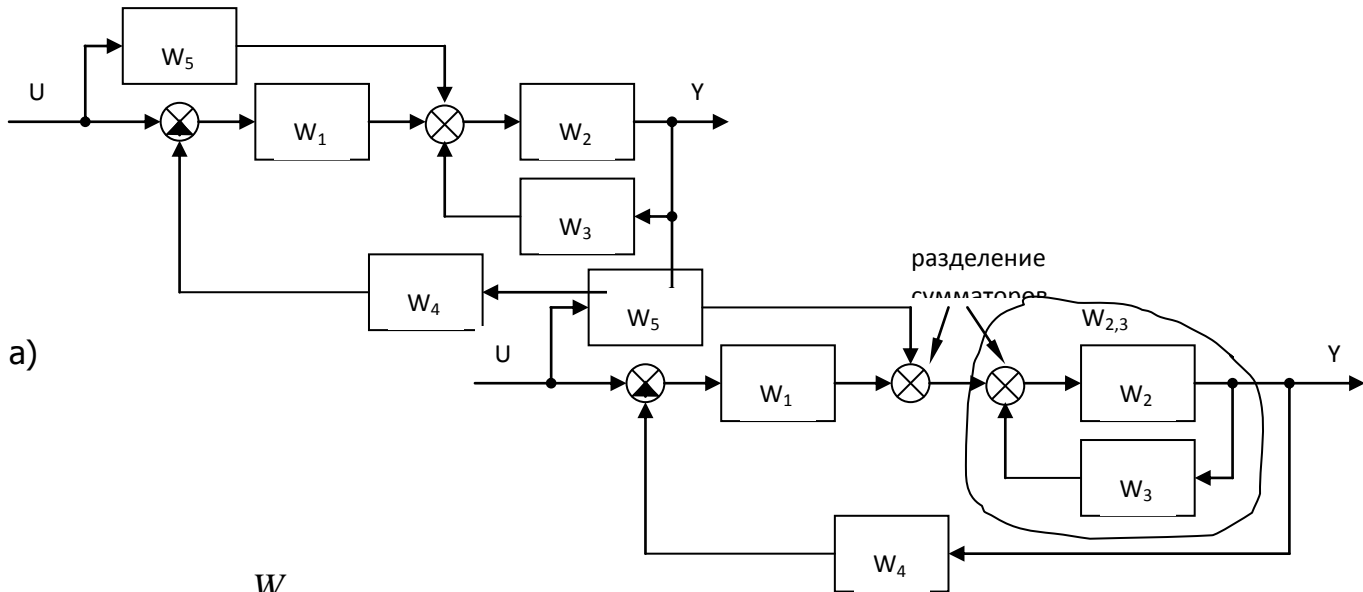 W₅
U
Y
W₁
W₂
W₃
W₄
разделение
сумматоров
W₅
W₂,₃
а)
U
Y
W₁
W₂
W₃
W₄
W